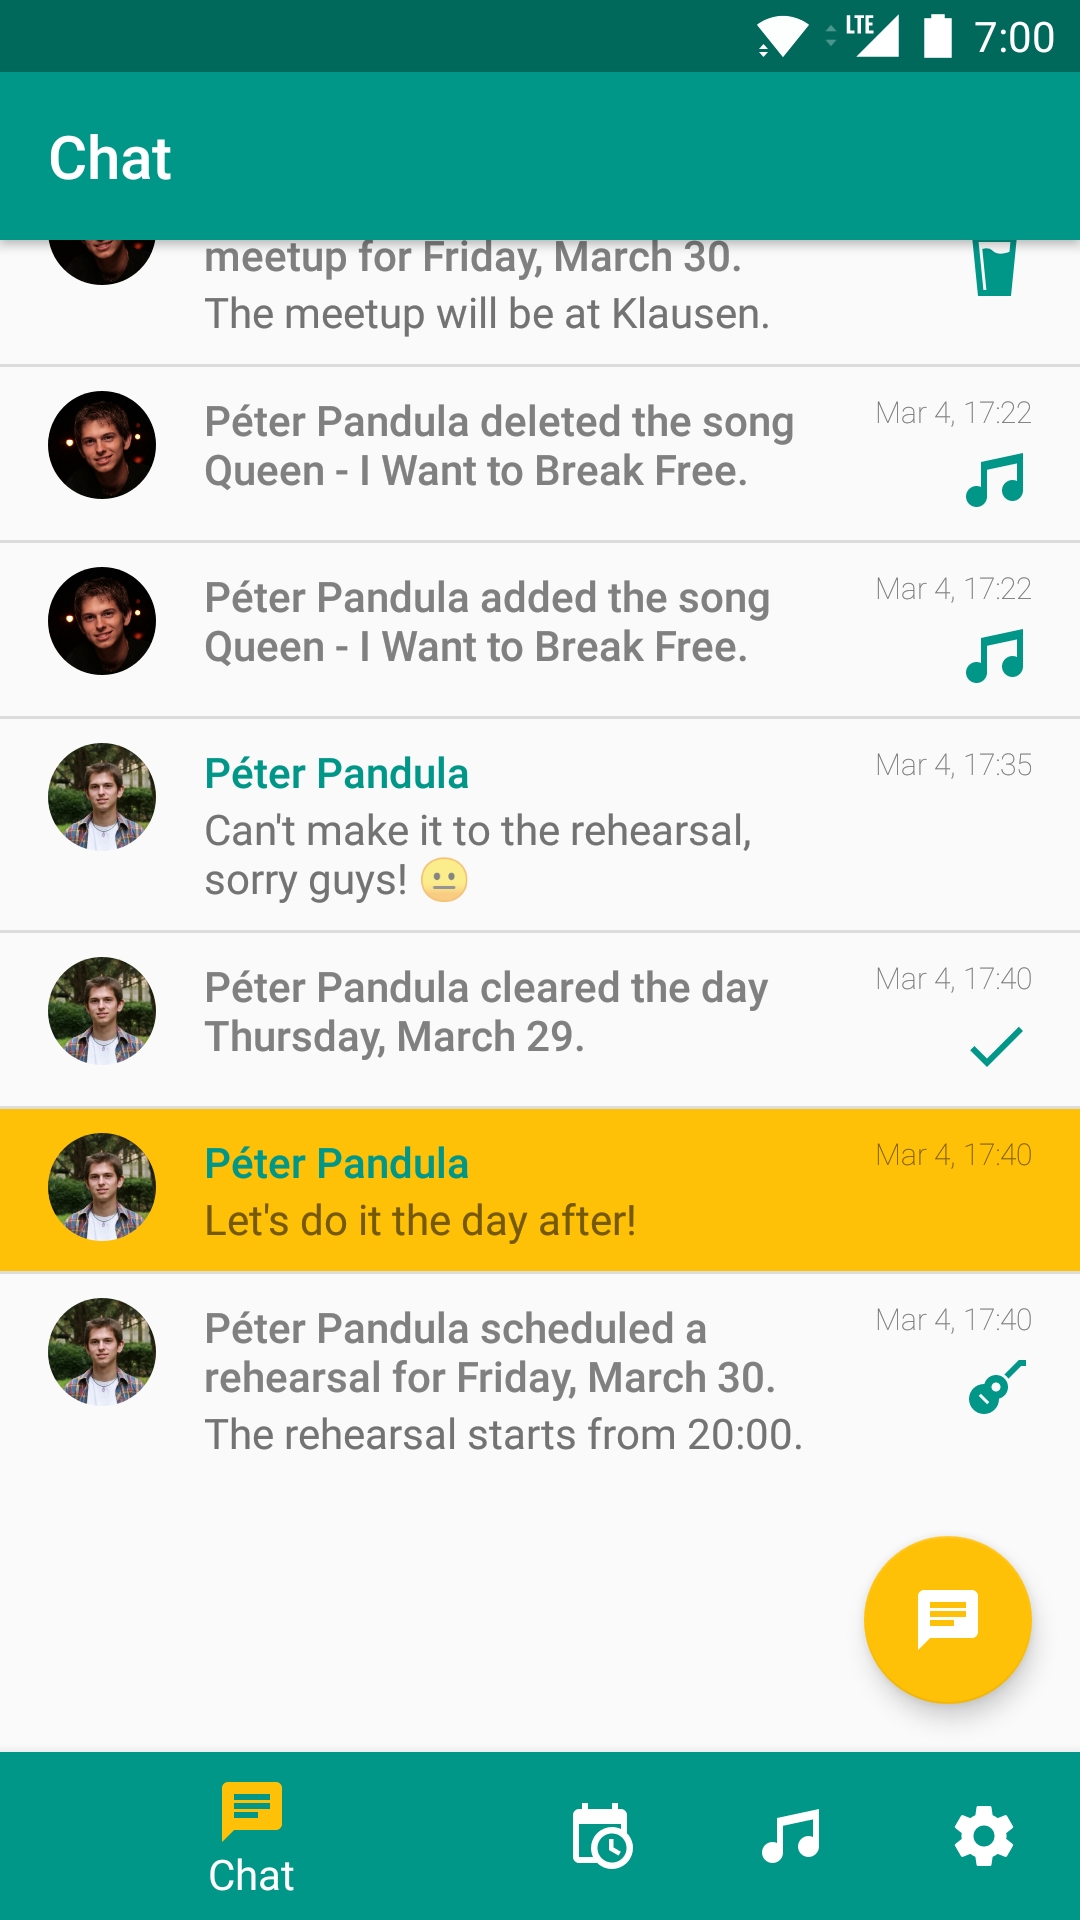 LTE 7:00
Chat
meetup for Friday, March 30.
The meetup will be at Klausen.
Péter Pandula deleted the song
Queen - I Want to Break Free.
Mar 4, 17:22
Péter Pandula added the song
Queen - I Want to Break Free.
Mar 4, 17:22
Péter Pandula
Mar 4, 17:35
Can't make it to the rehearsal,
sorry guys! 😐
Péter Pandula cleared the day
Thursday, March 29.
Mar 4, 17:40
Péter Pandula
Mar 4, 17:40
Let's do it the day after!
Péter Pandula scheduled a
rehearsal for Friday, March 30.
Mar 4, 17:40
The rehearsal starts from 20:00.
Chat